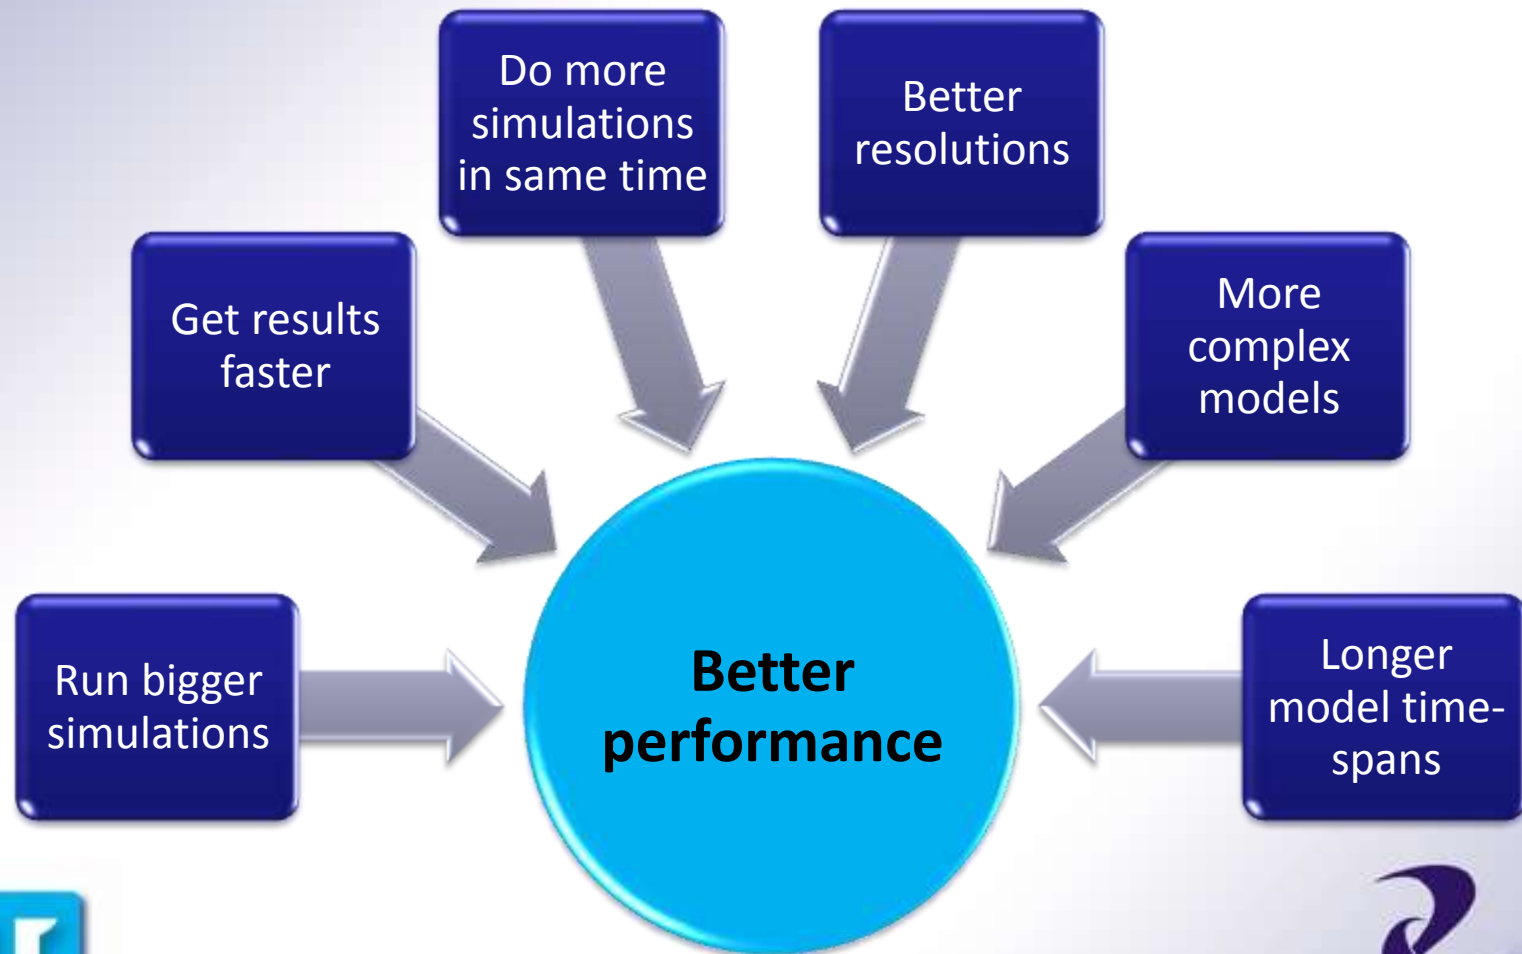 Do more
simulations
in same time
Better
resolutions
Get results
faster
More
complex
models
Run bigger
simulations
Better
performance
Longer
model time-
spans